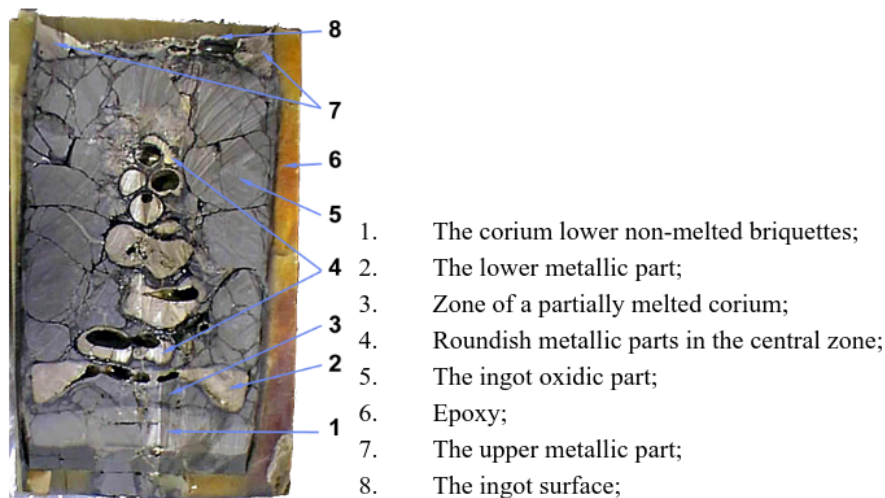 8
7
6
5
4
3
2
1
1. The corium lower non-melted briquettes;
2. The lower metallic part;
3. Zone of a partially melted corium;
4. Roundish metallic parts in the central zone;
5. The ingot oxidic part;
6. Epoxy;
7. The upper metallic part;
8. The ingot surface;